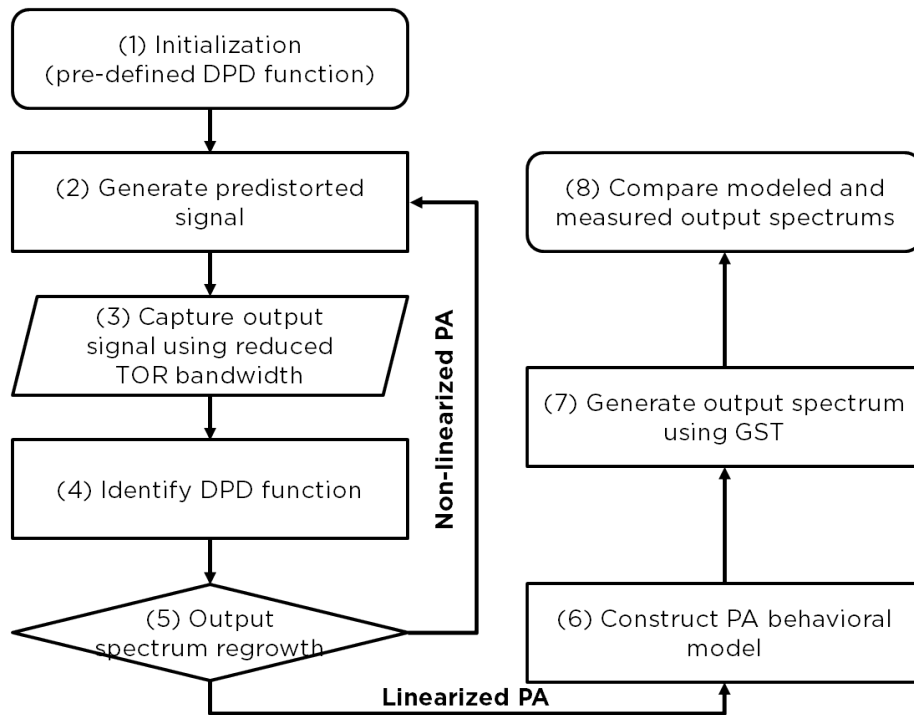 (1) Initialization
(pre-defined DPD function)
(2) Generate predistorted
signal
(3) Capture output
signal using reduced
TOR bandwidth
(4) Identify DPD function
(5) Output
spectrum regrowth
Non-linearized PA
Linearized PA
(6) Construct PA behavioral
model
(7) Generate output spectrum
using GST
(8) Compare modeled and
measured output spectrums